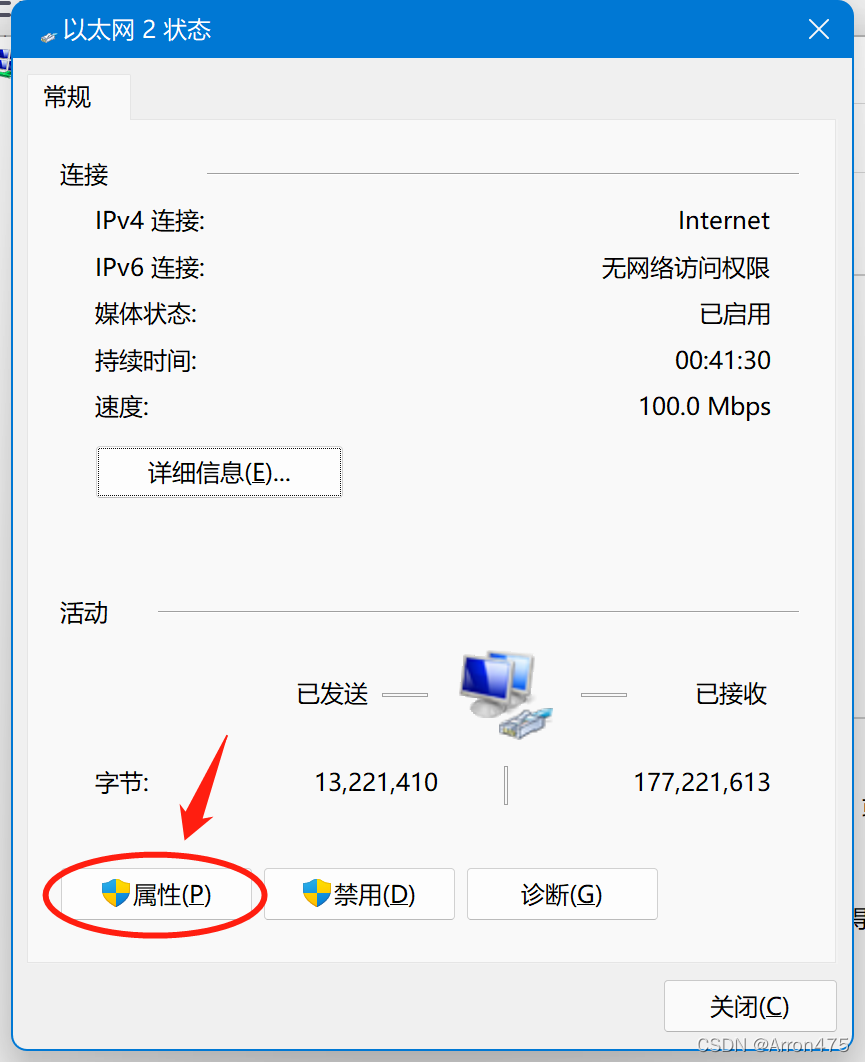 以太网 2 状态
常规
连接
IPv4 连接: Internet
IPv6 连接: 无网络访问权限
媒体状态: 已启用
持续时间: 00:41:30
速度: 100.0 Mbps
详细信息(E)...
活动
已发送 已接收
字节: 13,221,410 177,221,613
属性(P) 禁用(D) 诊断(G)
关闭(C)
CSDN @Arron475